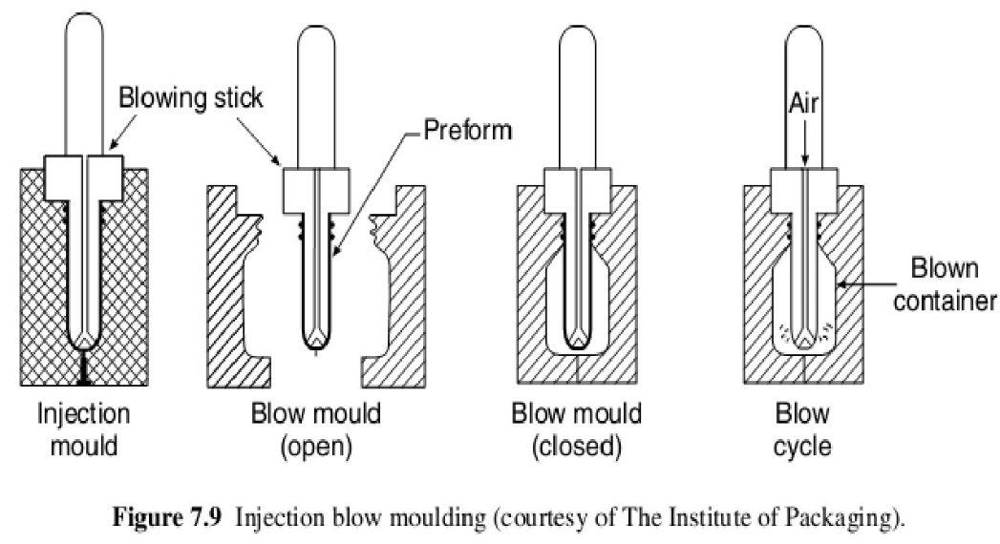 Blowing stick
Preform
Air
Blown
container
Injection
mould
Blow mould
(open)
Blow mould
(closed)
Blow
cycle
Figure 7.9 Injection blow moulding (courtesy of The Institute of Packaging).